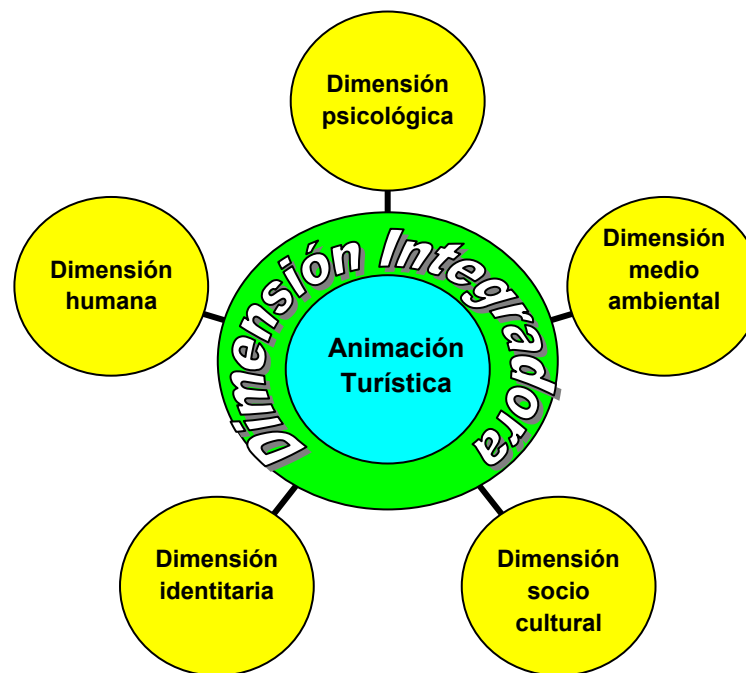 Dimensión
psicológica
Dimensión
humana
Dimensión Integradora
Dimensión
medio
ambiental
Animación
Turística
Dimensión
identitaria
Dimensión
socio
cultural